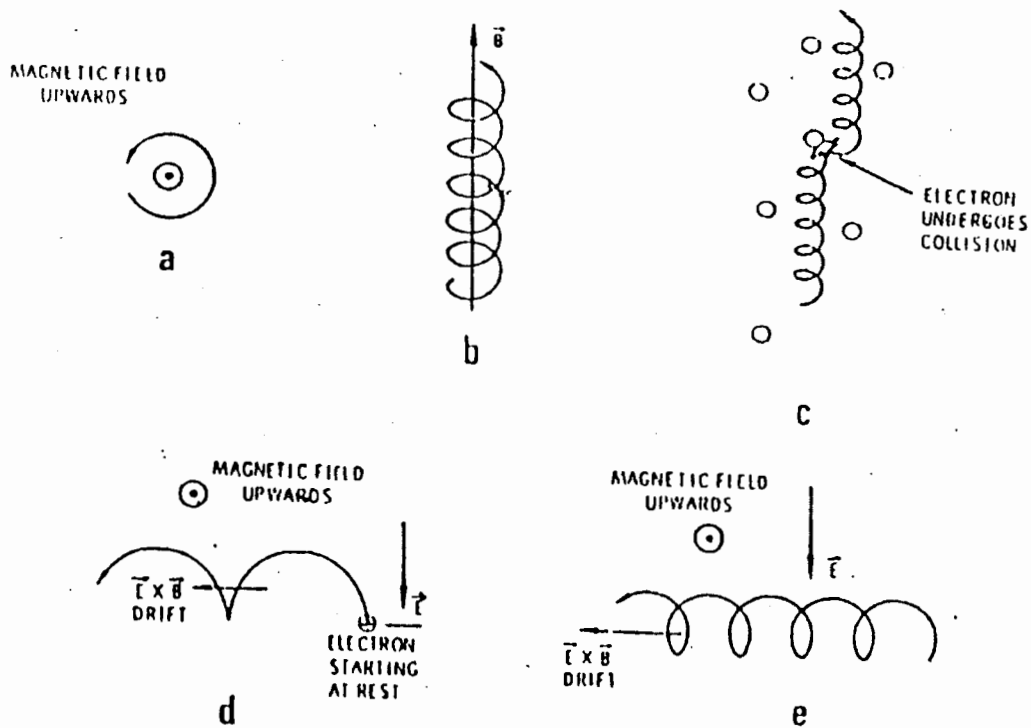 MAGNETIC FIELD
UPWARDS
a
B
b
ELECTRON
UNDERGOES
COLLISION
c
MAGNETIC FIELD
UPWARDS
E X B
DRIFT
E
ELECTRON
STARTING
AT REST
d
MAGNETIC FIELD
UPWARDS
E
E X B
DRIFT
e